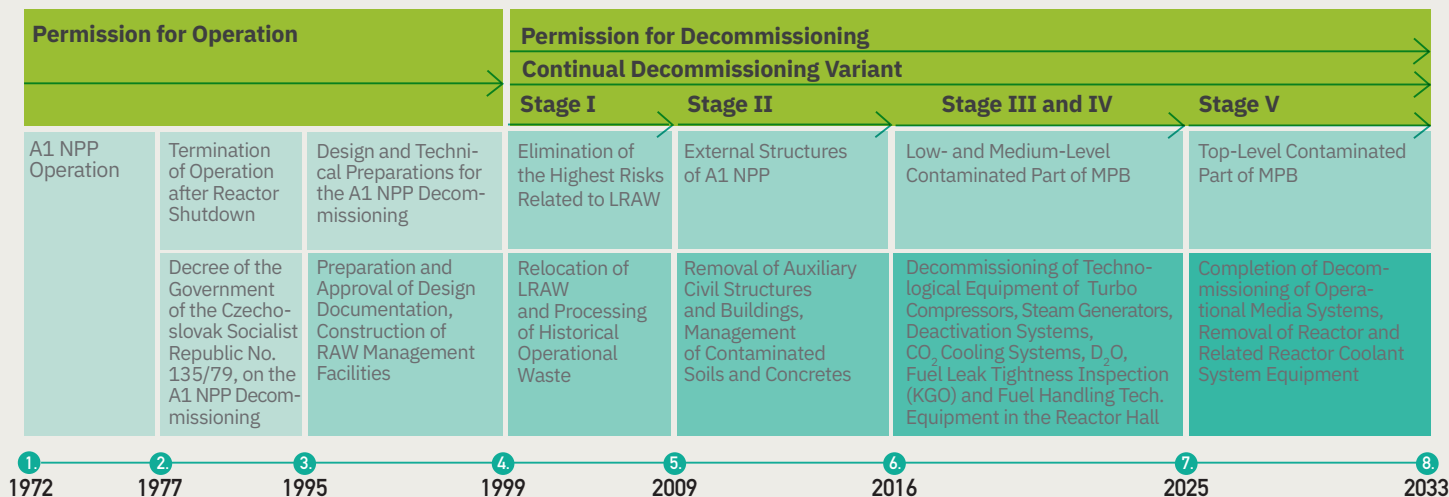 Permission for Operation
Permission for Decommissioning
Continual Decommissioning Variant
Stage I
Stage II
Stage III and IV
Stage V
A1 NPP
Operation
Termination
of Operation
after Reactor
Shutdown
Design and Techni-
cal Preparations for
the A1 NPP Decom-
missioning
Elimination of
the Highest Risks
Related to LRAW
External Structures
of A1 NPP
Low- and Medium-Level
Contaminated Part of MPB
Top-Level Contaminated
Part of MPB
Decree of the
Government
of the Czecho-
slovak Socialist
Republic No.
135/79, on the
A1 NPP Decom-
missioning
Preparation and
Approval of Design
Documentation,
Construction of
RAW Management
Facilities
Relocation of
LRAW
and Processing
of Historical
Operational
Waste
Removal of Auxiliary
Civil Structures
and Buildings,
Management
of Contaminated
Soils and Concretes
Decommissioning of Techno-
logical Equipment of Turbo
Compressors, Steam Generators,
Deactivation Systems,
CO₂ Cooling Systems, D₂O,
Fuel Leak Tightness Inspection
(KGO) and Fuel Handling Tech.
Equipment in the Reactor Hall
Completion of Decom-
missioning of Opera-
tional Media Systems,
Removal of Reactor and
Related Reactor Coolant
System Equipment
1. 2. 3. 4. 5. 6. 7. 8.
1972 1977 1995 1999 2009 2016 2025 2033